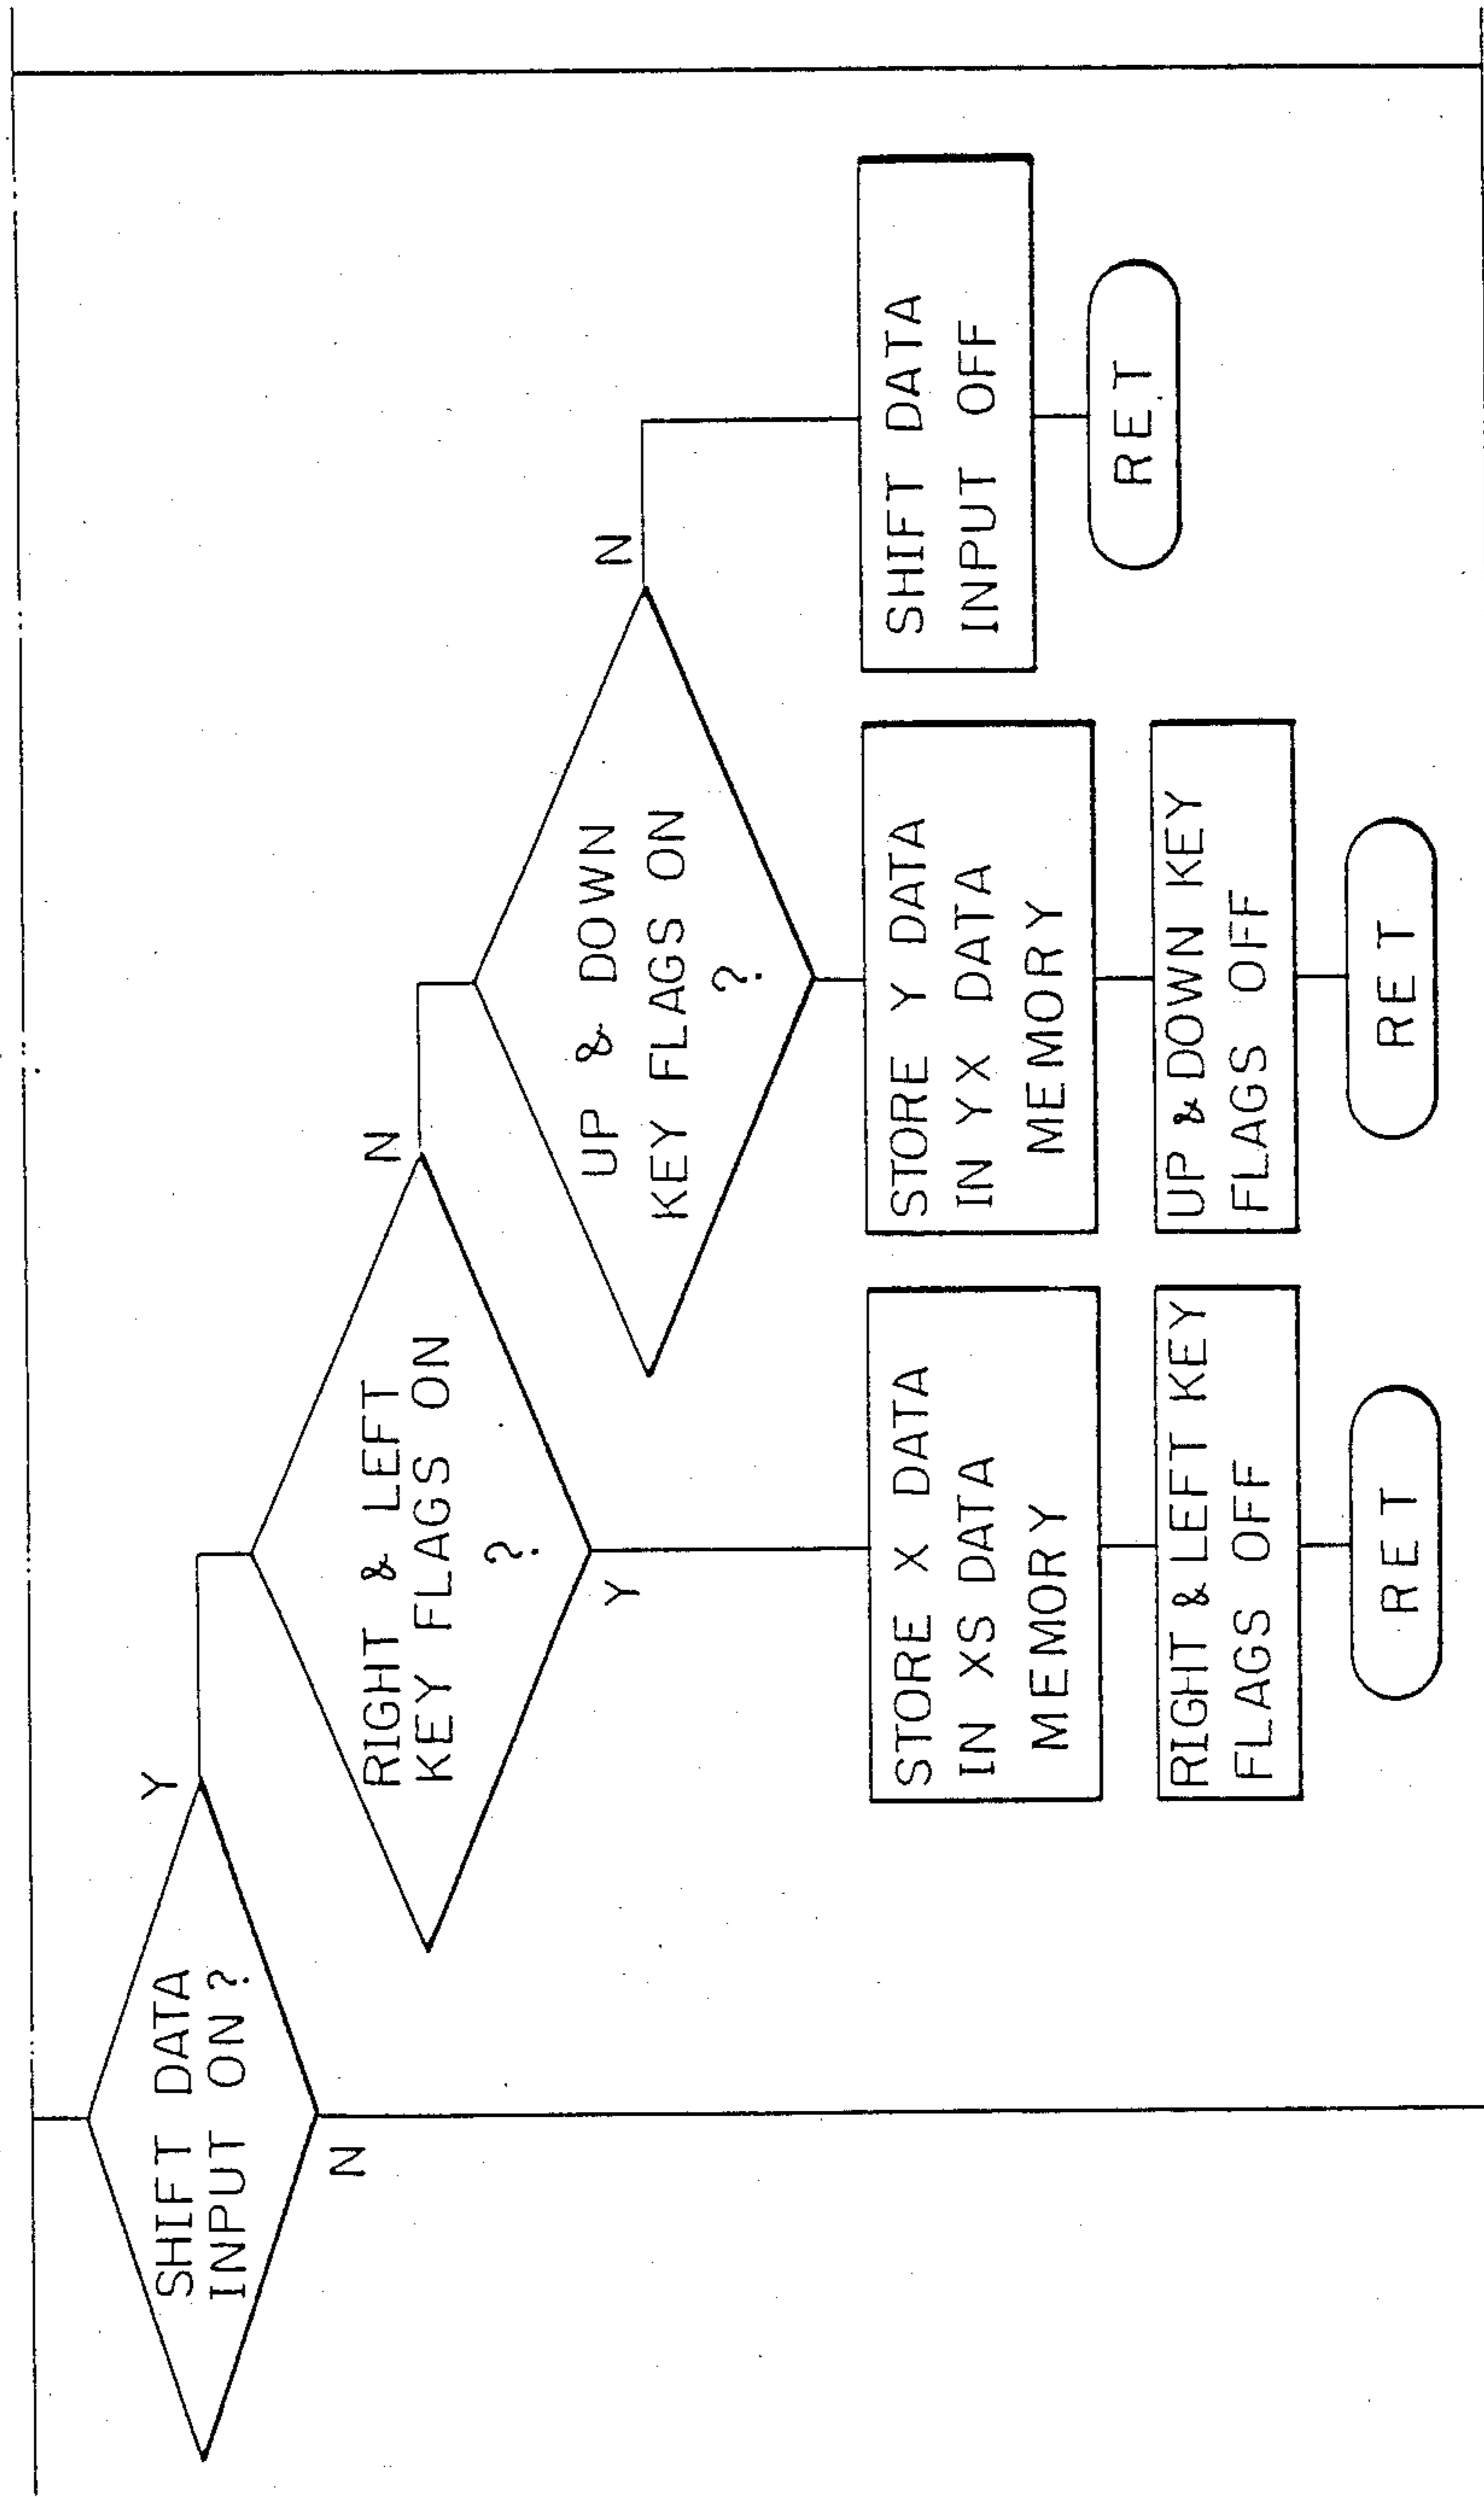 SHIFT DATA
INPUT ON?
Y
N
RIGHT & LEFT
KEY FLAGS ON
?
N
Y
UP & DOWN
KEY FLAGS ON
?
N
STORE X DATA
IN XS DATA
MEMORY
RIGHT & LEFT KEY
FLAGS OFF
RET
STORE Y DATA
IN YX DATA
MEMORY
UP & DOWN KEY
FLAGS OFF
RET
SHIFT DATA
INPUT OFF
RET